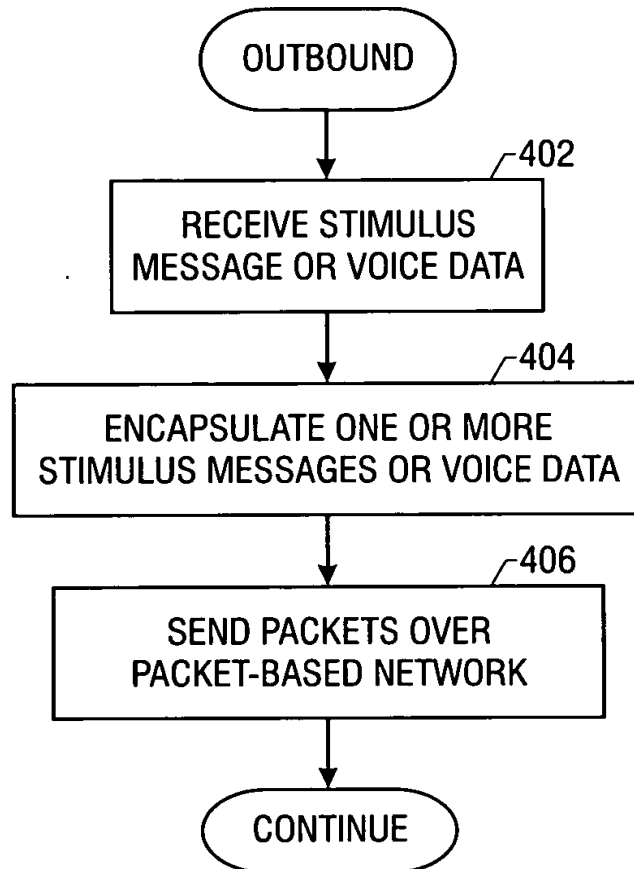 OUTBOUND
402
RECEIVE STIMULUS
MESSAGE OR VOICE DATA
404
ENCAPSULATE ONE OR MORE
STIMULUS MESSAGES OR VOICE DATA
406
SEND PACKETS OVER
PACKET-BASED NETWORK
CONTINUE